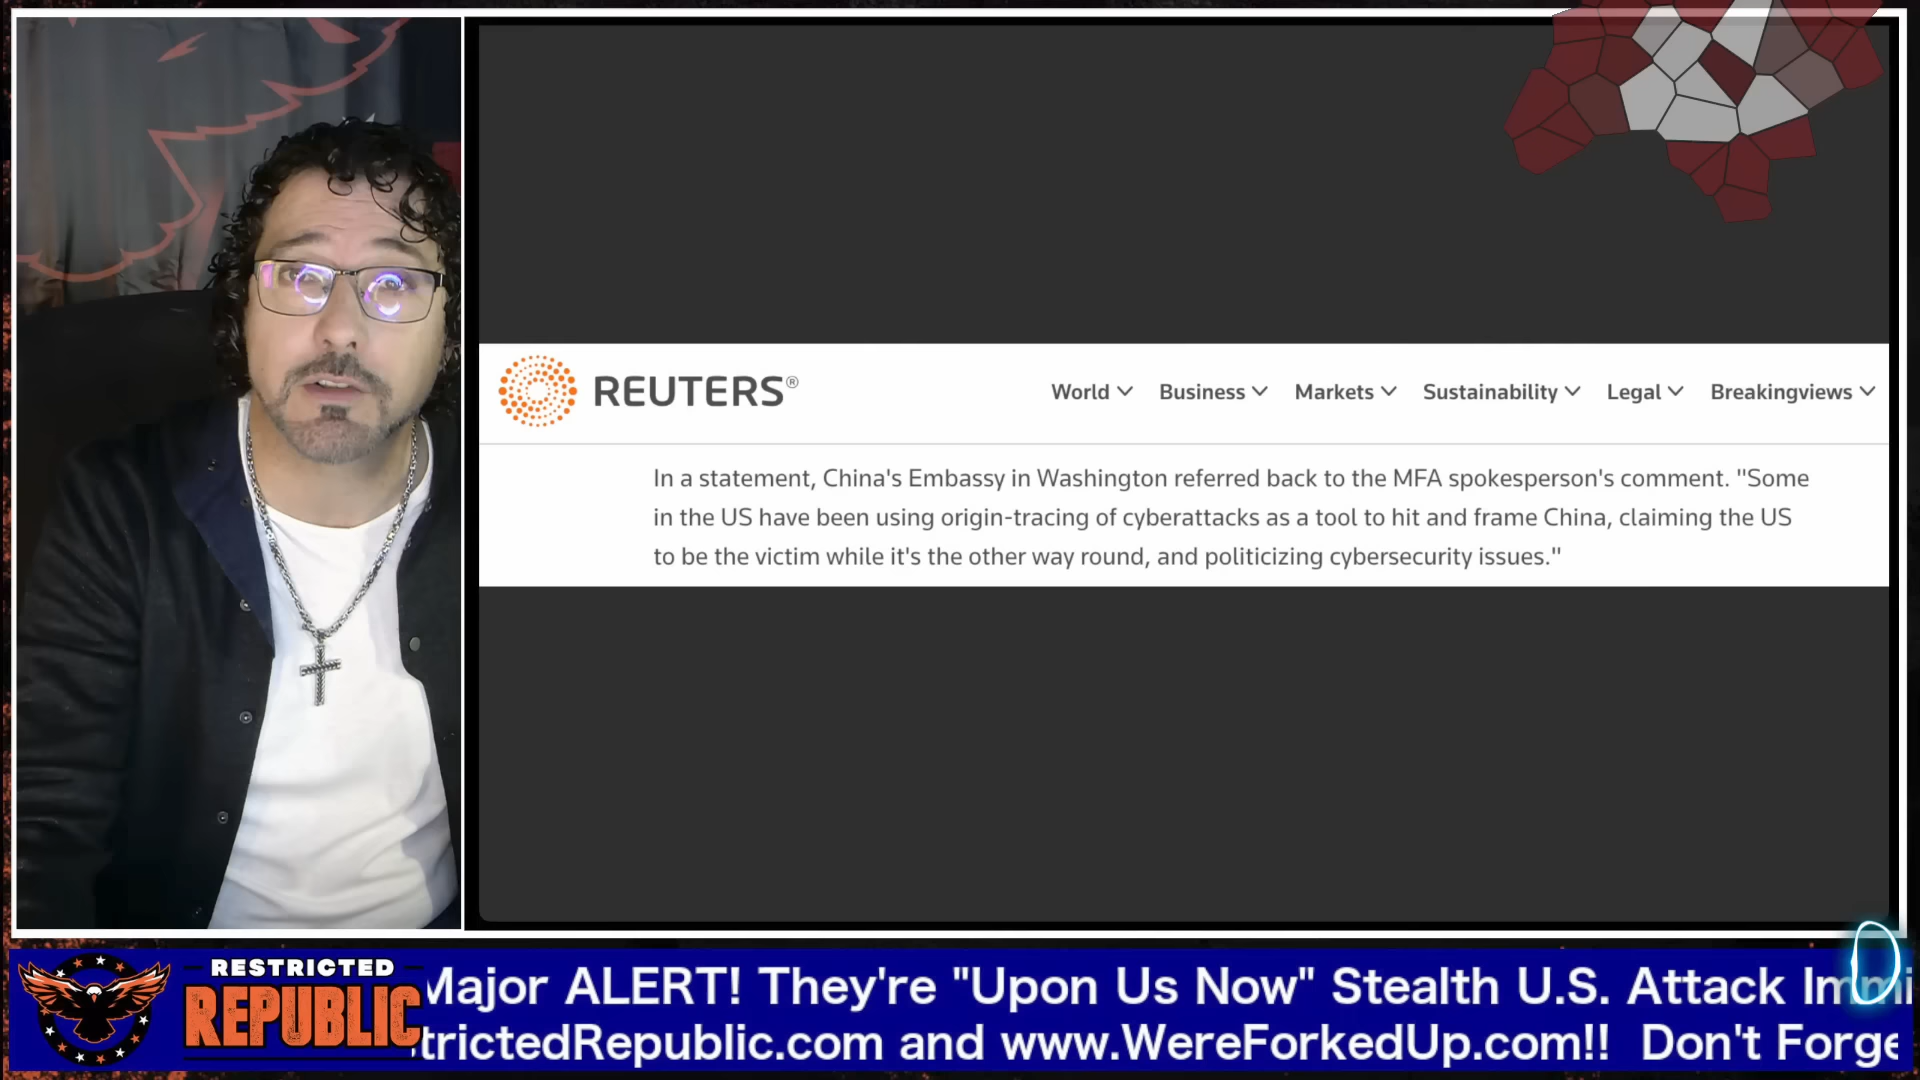 REUTERS®
World Business Markets Sustainability Legal Breakingviews
In a statement, China's Embassy in Washington referred back to the MFA spokesperson's comment. "Some
in the US have been using origin-tracing of cyberattacks as a tool to hit and frame China, claiming the US
to be the victim while it's the other way round, and politicizing cybersecurity issues."
RESTRICTED
REPUBLIC
Major ALERT! They're "Upon Us Now" Stealth U.S. Attack Immi
trictedRepublic.com and www.WereForkedUp.com!! Don't Forge